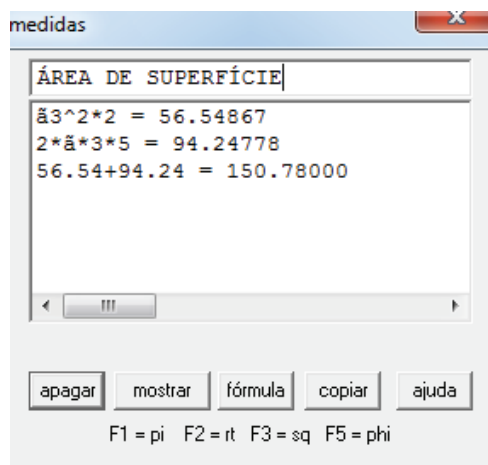 medidas
ÁREA DE SUPERFÍCIE
ã3^2*2 = 56.54867
2*ã*3*5 = 94.24778
56.54+94.24 = 150.78000
apagar mostrar fórmula copiar ajuda
F1 = pi F2 = rt F3 = sq F5 = phi